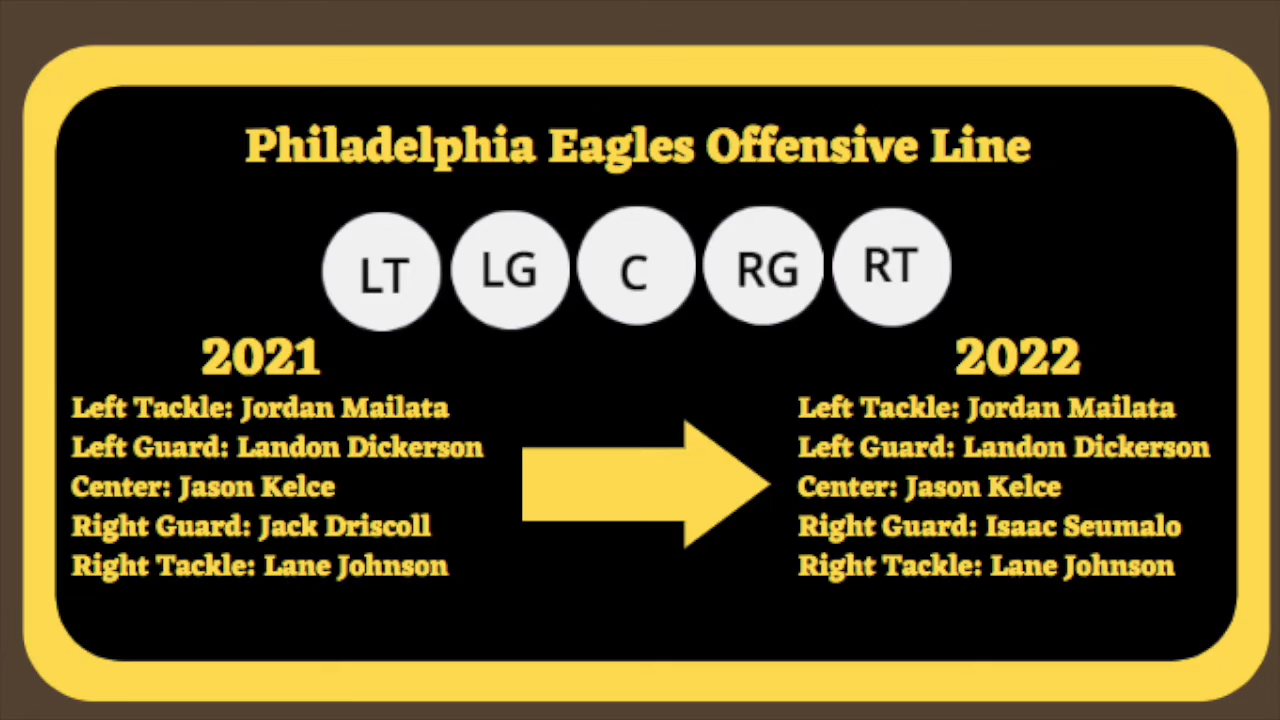 Philadelphia Eagles Offensive Line
LT LG C RG RT
2021
Left Tackle: Jordan Mailata
Left Guard: Landon Dickerson
Center: Jason Kelce
Right Guard: Jack Driscoll
Right Tackle: Lane Johnson
2022
Left Tackle: Jordan Mailata
Left Guard: Landon Dickerson
Center: Jason Kelce
Right Guard: Isaac Seumalo
Right Tackle: Lane Johnson